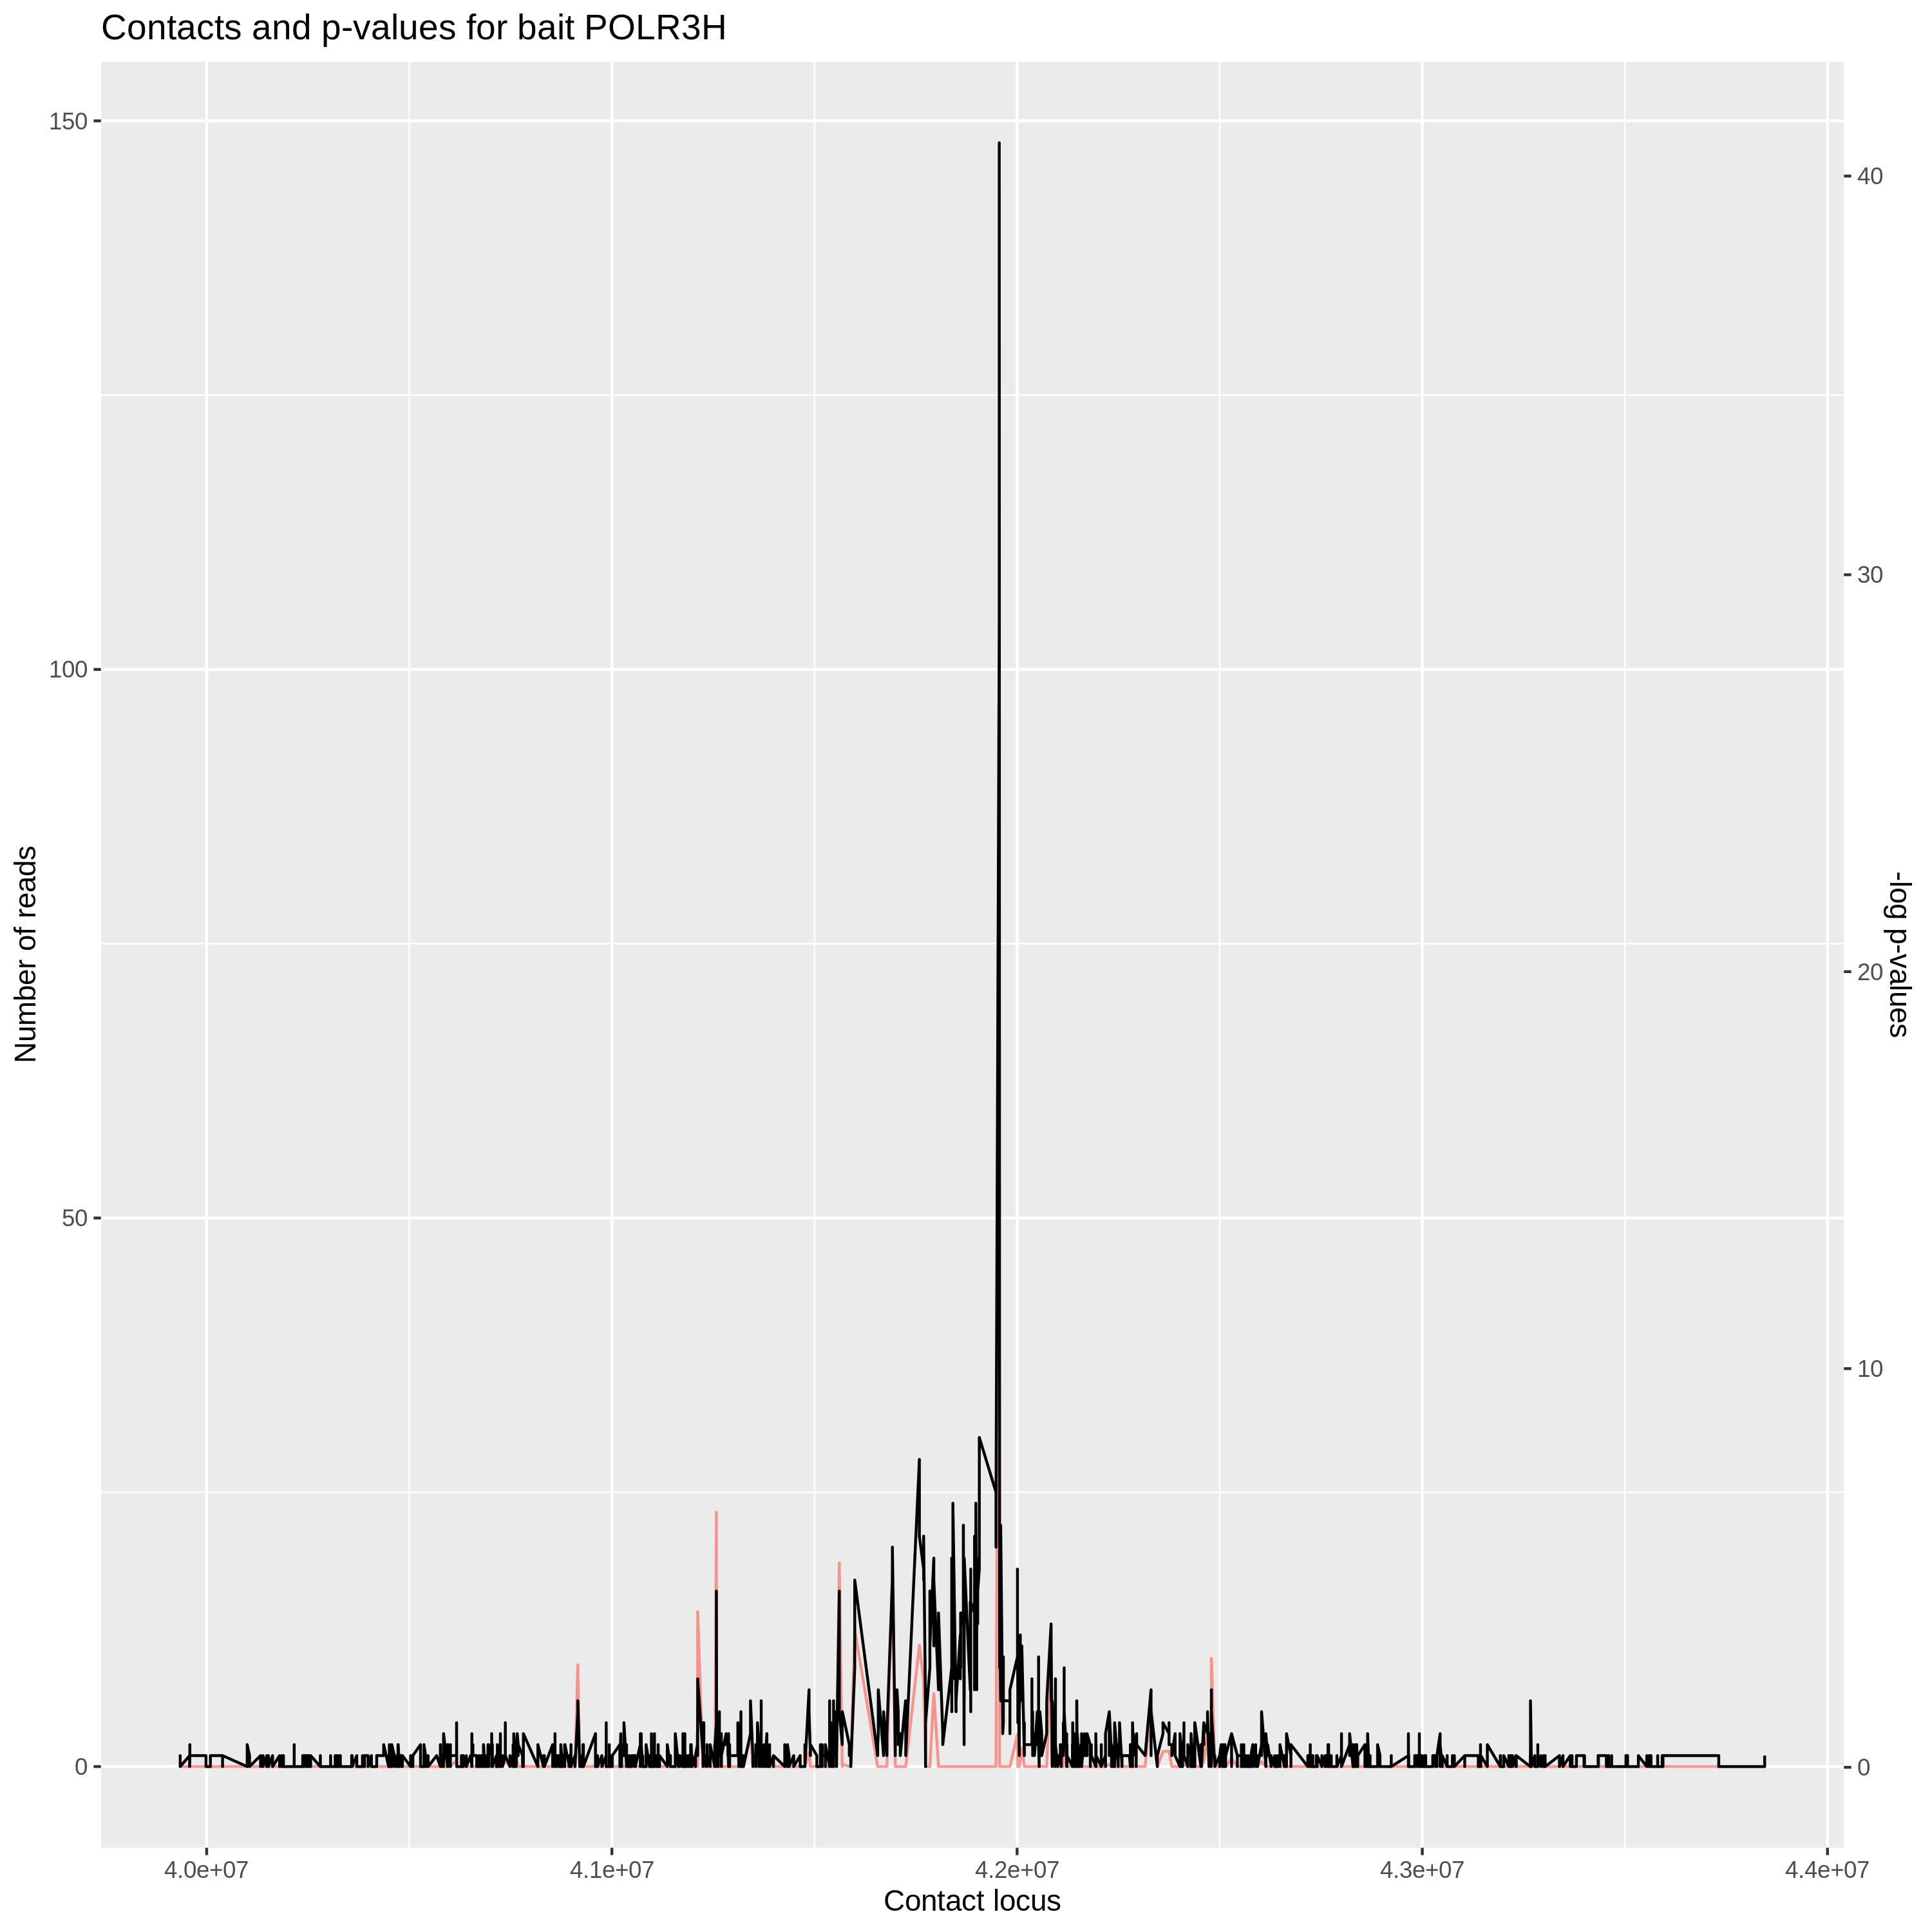 Contacts and p-values for bait POLR3H
150
100
50
0
Number of reads
40
30
20
10
0
-log p-values
4.0e+07 4.1e+07 4.2e+07 4.3e+07 4.4e+07
Contact locus